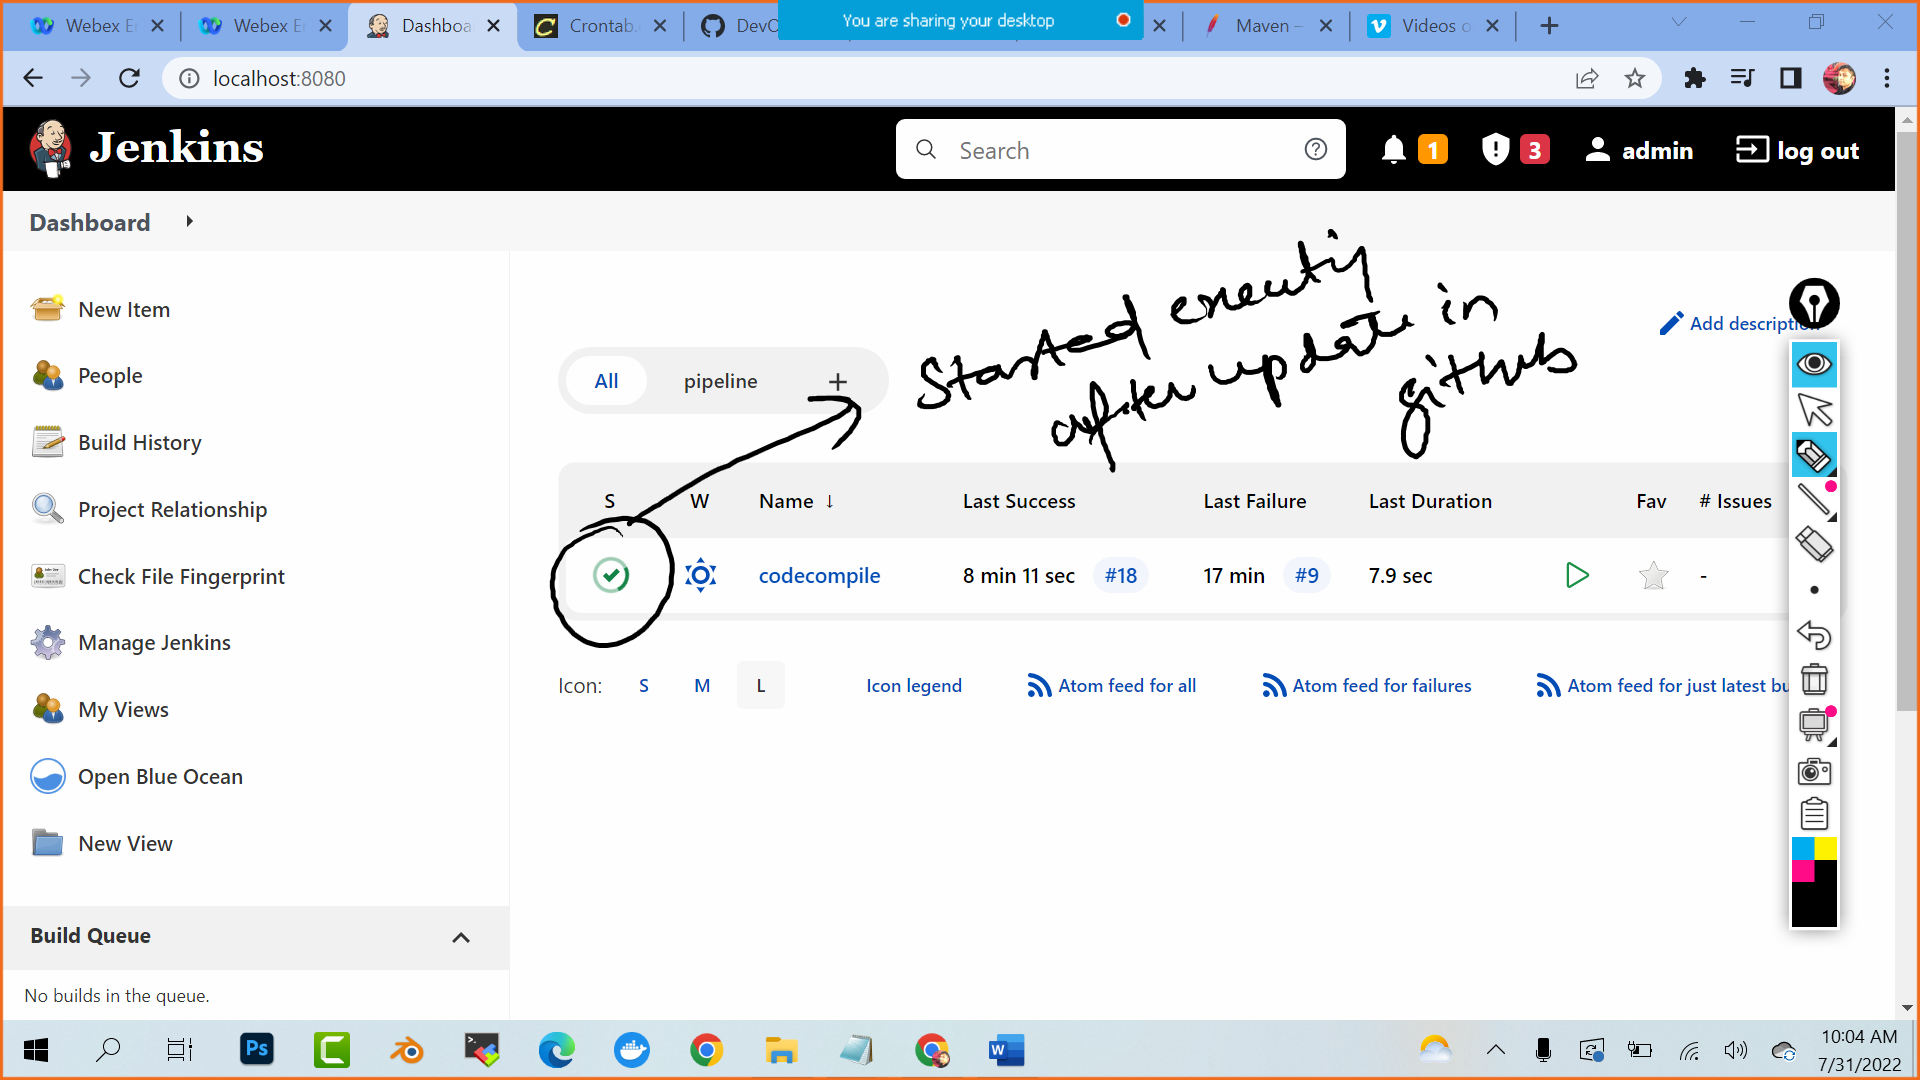 Webex E
Webex E
Dashboa
Crontab.
DevO
You are sharing your desktop
Maven –
Videos o
localhost:8080
Jenkins
Search
1
3
admin
log out
Dashboard
New Item
People
Build History
Project Relationship
Check File Fingerprint
Manage Jenkins
My Views
Open Blue Ocean
New View
Build Queue
No builds in the queue.
Started executig
after update in
github
Add description
All
pipeline
+
S W Name ↓ Last Success Last Failure Last Duration Fav # Issues
codecompile 8 min 11 sec #18 17 min #9 7.9 sec -
Icon: S M L Icon legend Atom feed for all Atom feed for failures Atom feed for just latest bu
Ps
C
W
10:04 AM
7/31/2022